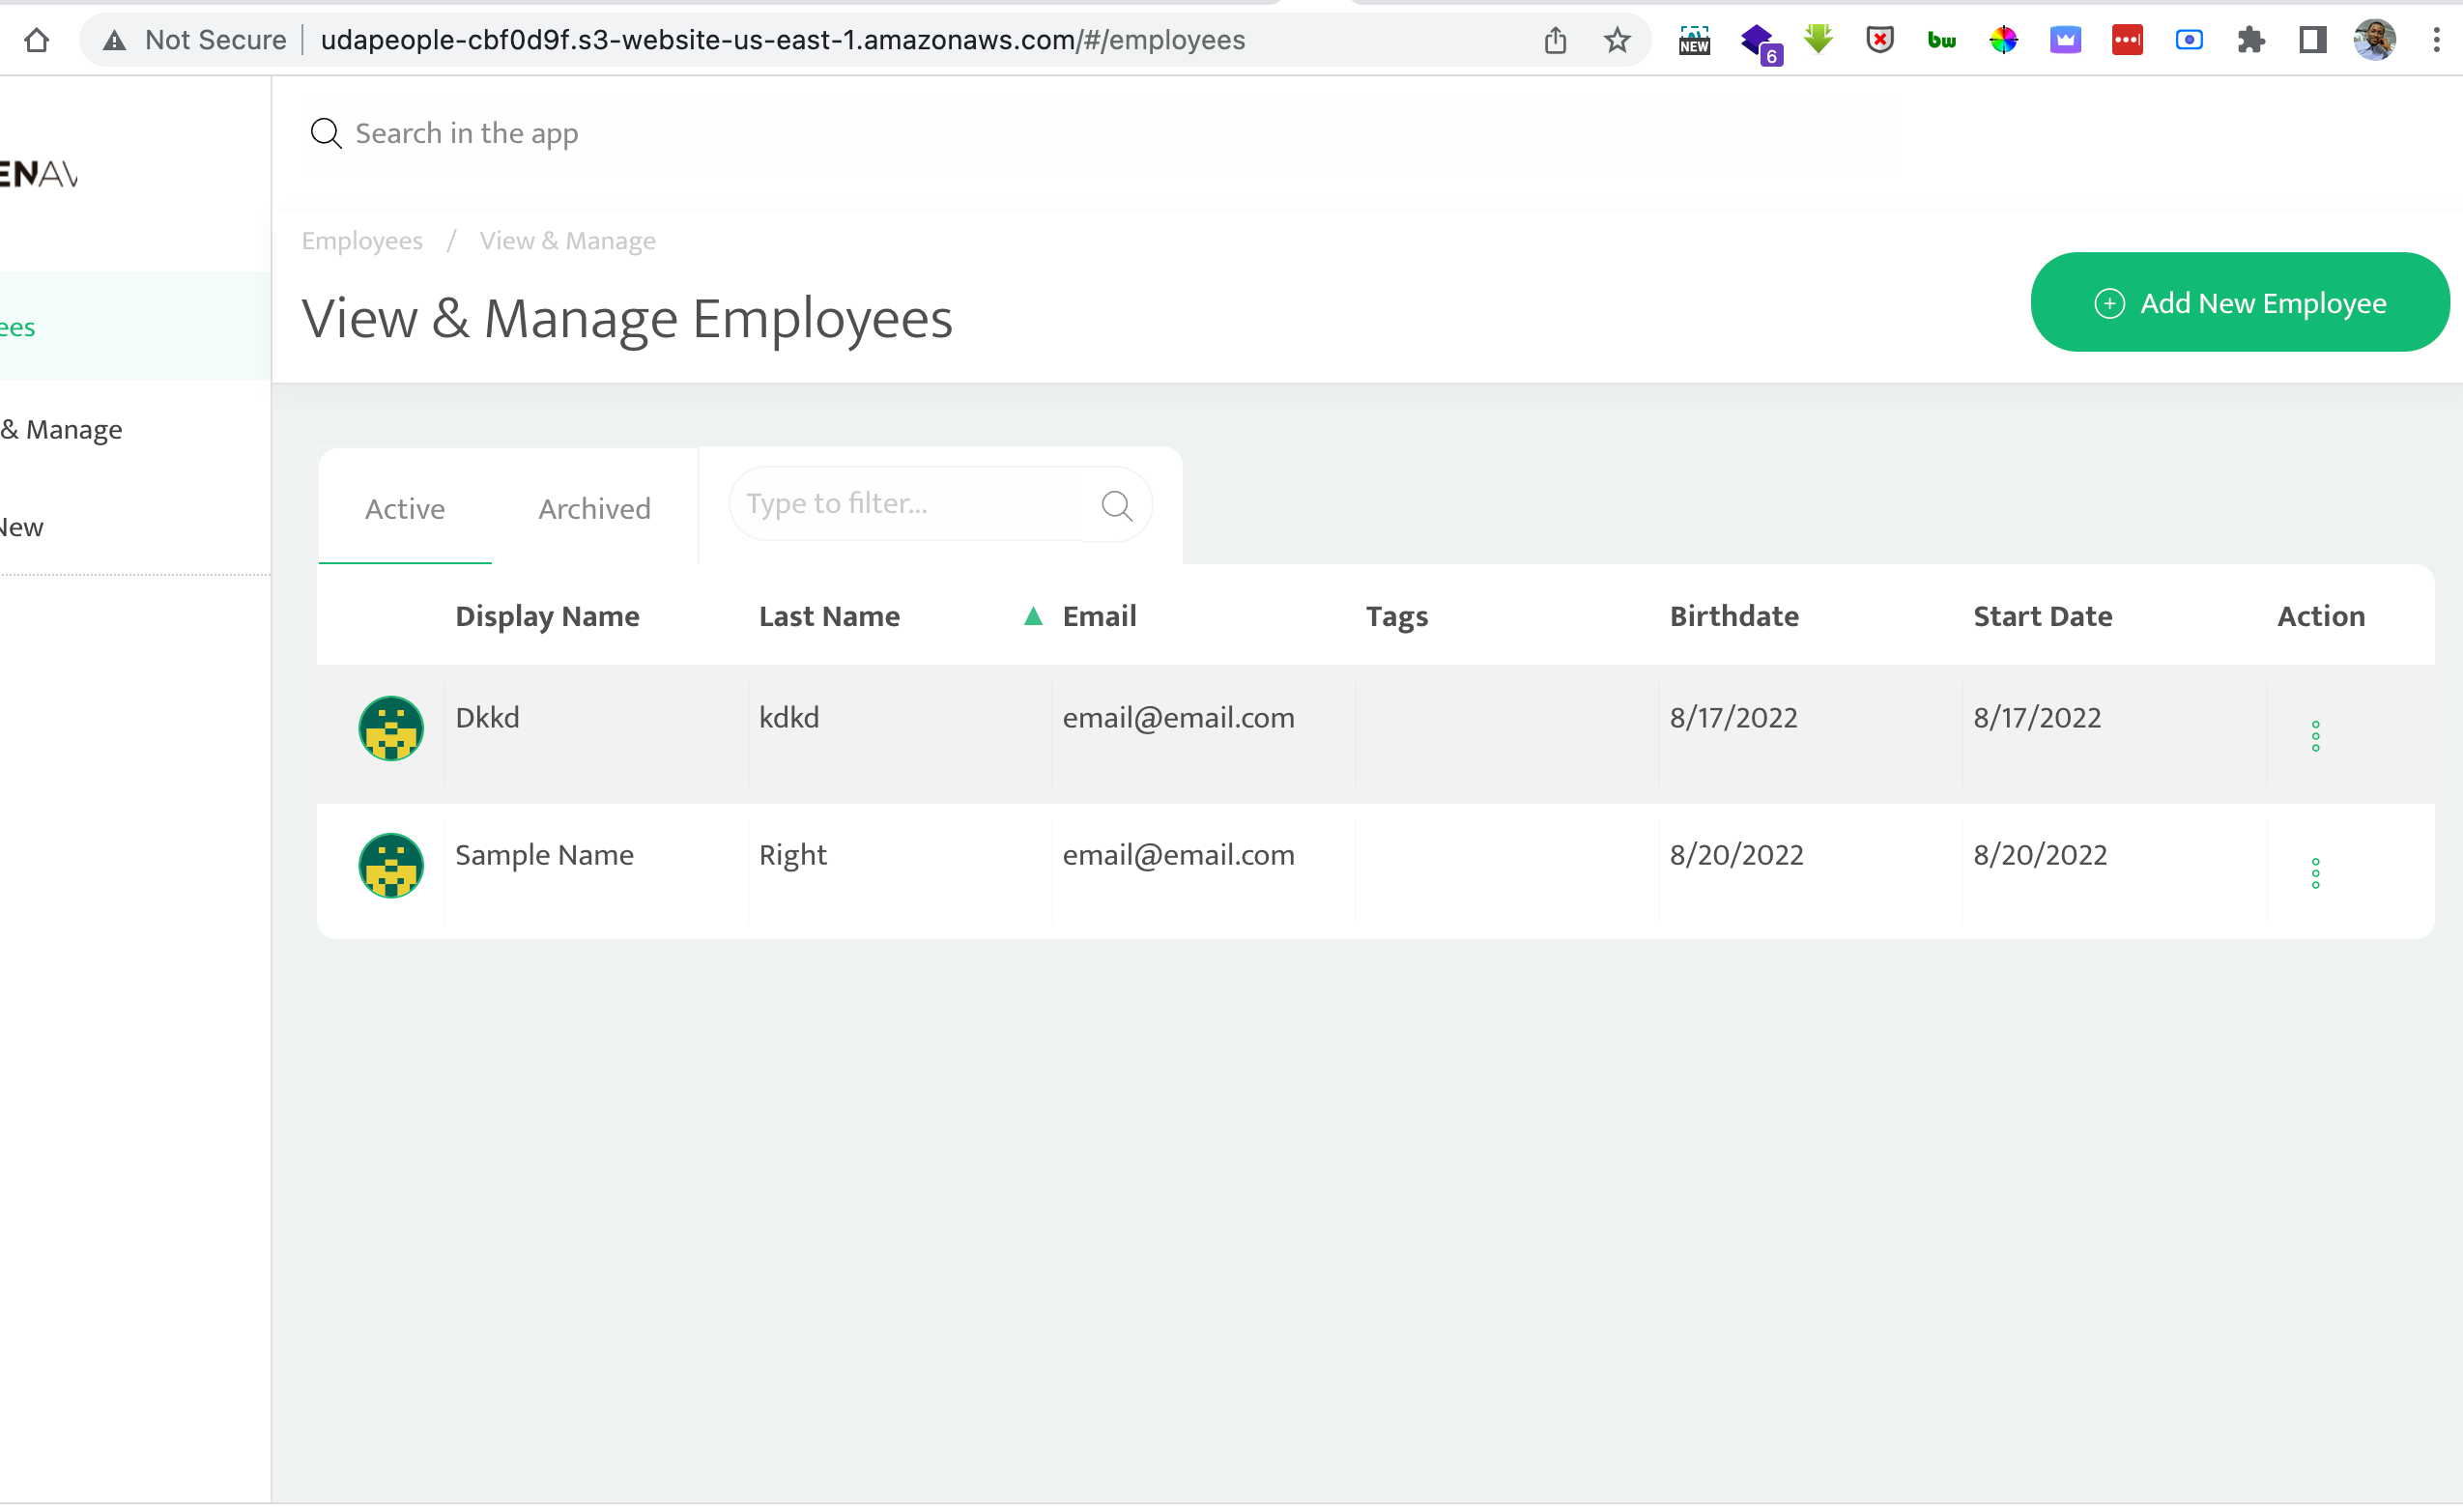 Not Secure | udapeople-cbf0d9f.s3-website-us-east-1.amazonaws.com/#/employees
NEW
6
bw
Search in the app
ENAV
Employees / View & Manage
View & Manage Employees
Add New Employee
ees
& Manage
New
Active
Archived
Type to filter...
Display Name Last Name ▲ Email Tags Birthdate Start Date Action
Dkkd kdkd email@email.com 8/17/2022 8/17/2022
Sample Name Right email@email.com 8/20/2022 8/20/2022